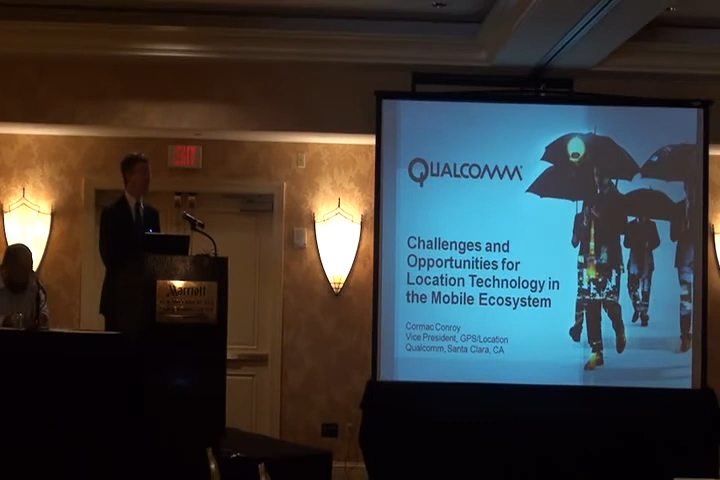 EXIT
Marriott
QUALCOMM
Challenges and
Opportunities for
Location Technology in
the Mobile Ecosystem
Cormac Conroy
Vice President, GPS/Location
Qualcomm, Santa Clara, CA